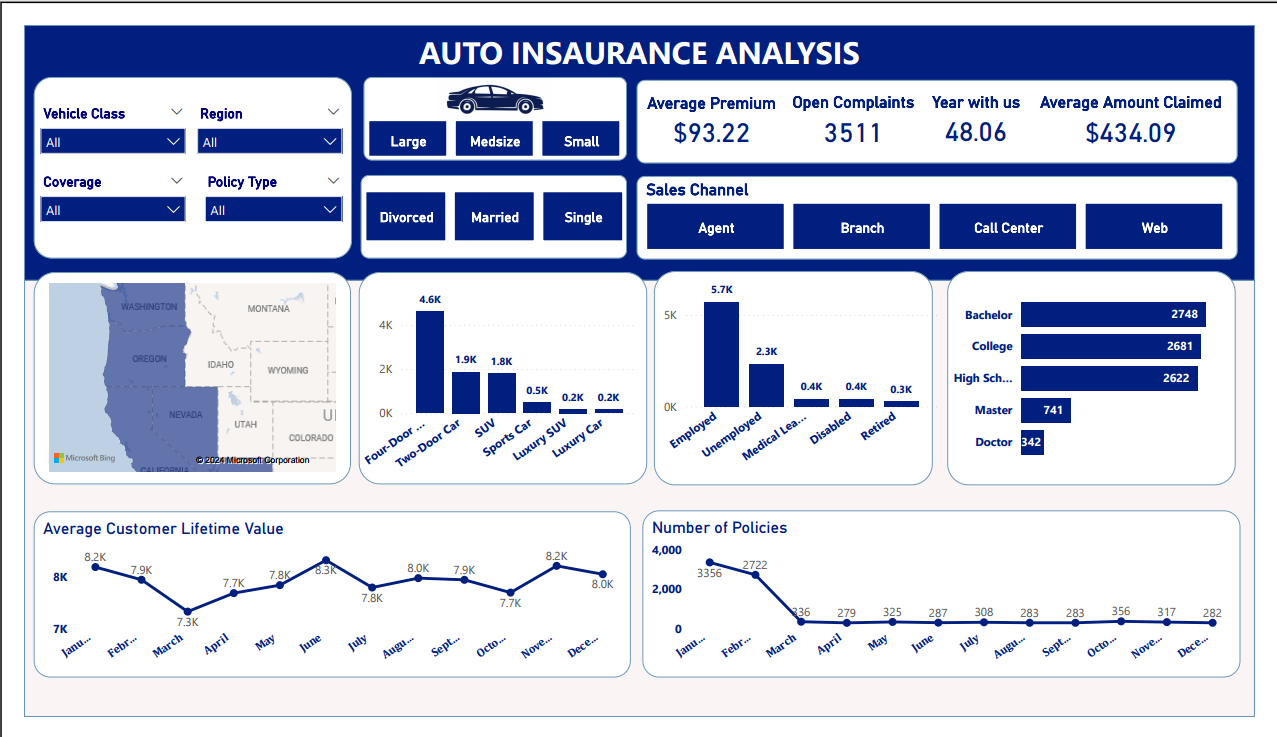 AUTO INSAURANCE ANALYSIS
Vehicle Class
Region
All
All
Coverage
Policy Type
All
All
Large
Medsize
Small
Divorced
Married
Single
Average Premium
Open Complaints
Year with us
Average Amount Claimed
$93.22
3511
48.06
$434.09
Sales Channel
Agent
Branch
Call Center
Web
WASHINGTON
MONTANA
OREGON
IDAHO
WYOMING
NEVADA
UTAH
U
COLORADO
CALIFORNIA
Microsoft Bing
© 2024 Microsoft Corporation
4K
2K
0K
4.6K
1.9K
1.8K
0.5K
0.2K
0.2K
Four-Door ...
Two-Door Car
SUV
Sports Car
Luxury SUV
Luxury Car
5K
0K
5.7K
2.3K
0.4K
0.4K
0.3K
Employed
Unemployed
Medical Lea...
Disabled
Retired
Bachelor 2748
College 2681
High Sch... 2622
Master 741
Doctor 342
Average Customer Lifetime Value
8K
7K
8.2K
7.9K
7.3K
7.7K
7.8K
8.3K
7.8K
8.0K
7.9K
7.7K
8.2K
8.0K
Janu...
Febr...
March
April
May
June
July
Augu...
Sept...
Octo...
Nove...
Dece...
Number of Policies
4,000
2,000
0
3356
2722
336
279
325
287
308
283
283
356
317
282
Janu...
Febr...
March
April
May
June
July
Augu...
Sept...
Octo...
Nove...
Dece...